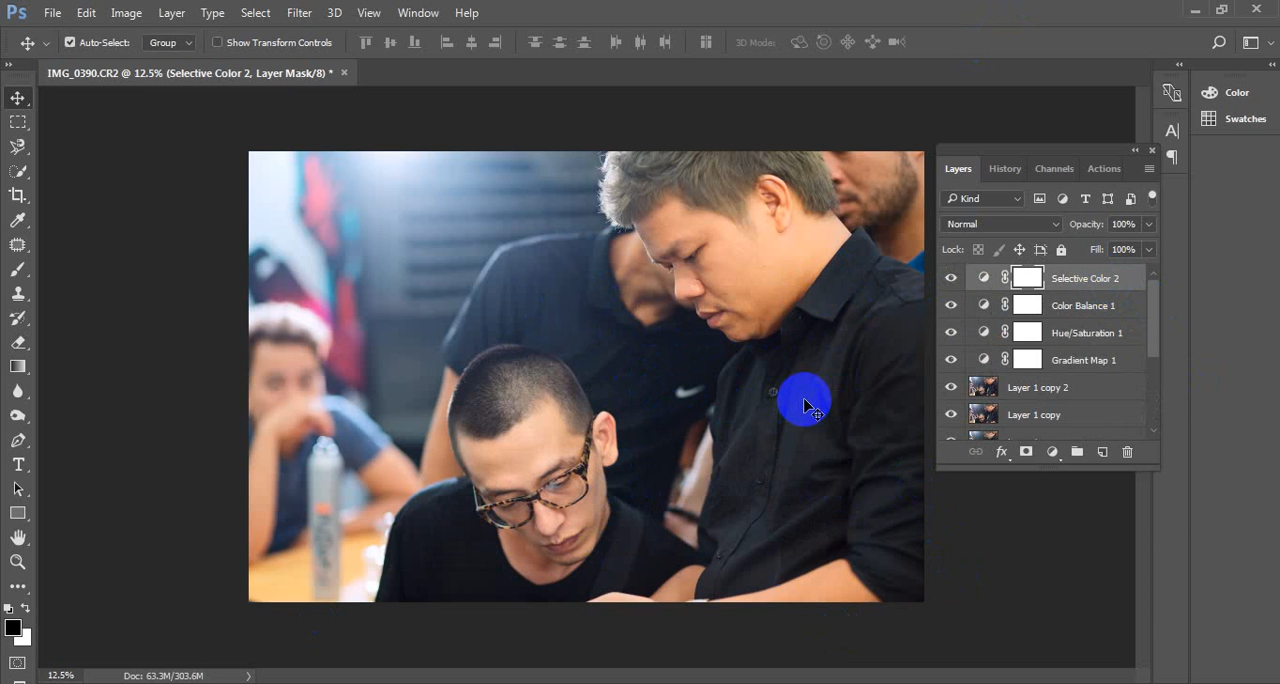 Ps File Edit Image Layer Type Select Filter 3D View Window Help
Auto-Select: Group Show Transform Controls 3D Mode:
IMG_0390.CR2 @ 12.5% (Selective Color 2, Layer Mask/8) * ×
Color
Swatches
A|
Layers History Channels Actions
Kind
Normal Opacity: 100%
Lock: Fill: 100%
Selective Color 2
Color Balance 1
Hue/Saturation 1
Gradient Map 1
Layer 1 copy 2
Layer 1 copy
fx
T
12.5% Doc: 63.3M/303.6M